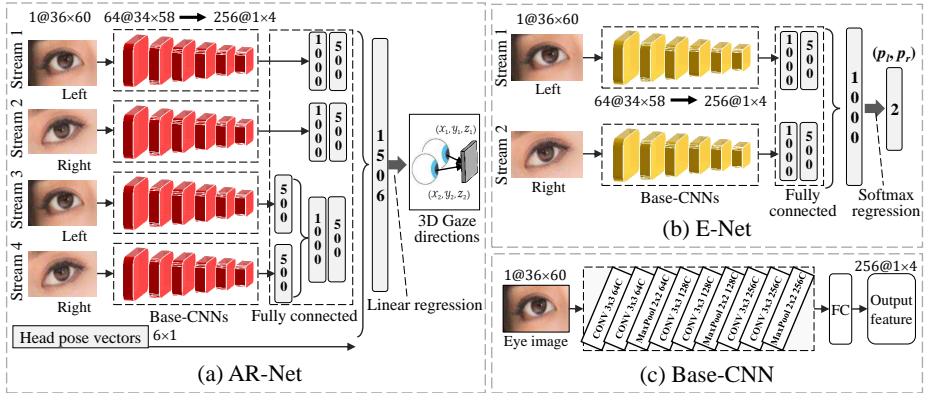 1@36×60
64@34×58 → 256@1×4
Stream 1
Left
1000
500
Stream 2
Right
1000
500
Stream 3
Left
500
1000
500
Stream 4
Right
500
1506
Base-CNNs
Fully connected
Head pose vectors
6×1
(x₁, y₁, z₁)
(x₂, y₂, z₂)
3D Gaze
directions
Linear regression
(a) AR-Net
1@36×60
Stream 1
Left
1000
500
64@34×58 → 256@1×4
Stream 2
Right
1000
500
1000
(pₗ, pᵣ)
2
Base-CNNs
Fully
connected
Softmax
regression
(b) E-Net
1@36×60
Eye image
CONV 3x3 64C
CONV 3x3 64C
MaxPool 2x2 64C
CONV 3x3 128C
CONV 3x3 128C
MaxPool 2x2 128C
CONV 3x3 256C
CONV 3x3 256C
MaxPool 2x2 256C
FC
256@1×4
Output
feature
(c) Base-CNN